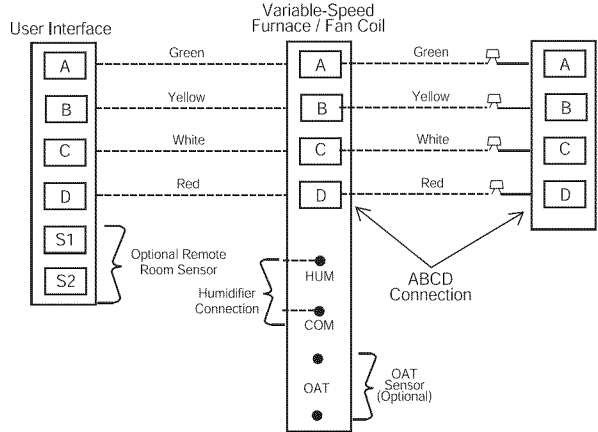 Variable-Speed
User Interface
Furnace / Fan Coil
Green
Green
A
A
A
Yellow
Yellow
B
B
B
White
White
C
C
C
Red
Red
D
D
D
S1
Optional Remote
Room Sensor
S2
HUM
ABCD
Connection
Humidifier
Connection
COM
OAT
OAT
Sensor
(Optional)